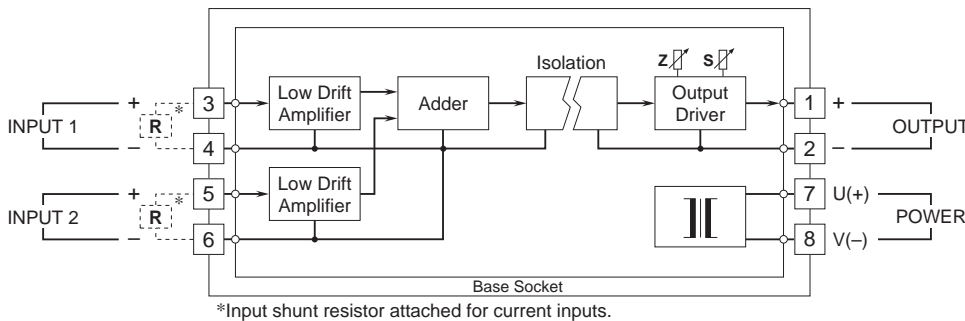 Isolation
Z S
Low Drift
Amplifier
Adder
Output
Driver
INPUT 1
+
*
R
–
3
4
1
2
+
OUTPUT
–
Low Drift
Amplifier
INPUT 2
+
*
R
–
5
6
7
8
U(+)
POWER
V(–)
Base Socket
*Input shunt resistor attached for current inputs.